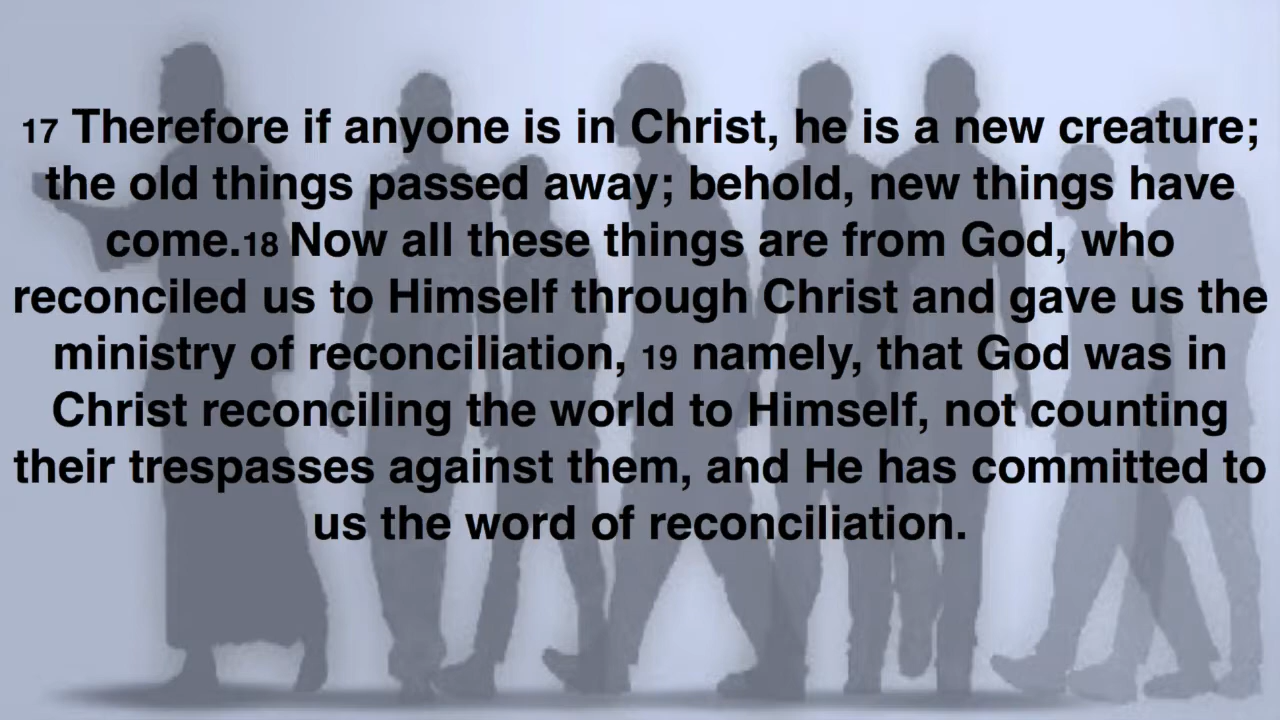 17 Therefore if anyone is in Christ, he is a new creature;
the old things passed away; behold, new things have
come.18 Now all these things are from God, who
reconciled us to Himself through Christ and gave us the
ministry of reconciliation, 19 namely, that God was in
Christ reconciling the world to Himself, not counting
their trespasses against them, and He has committed to
us the word of reconciliation.